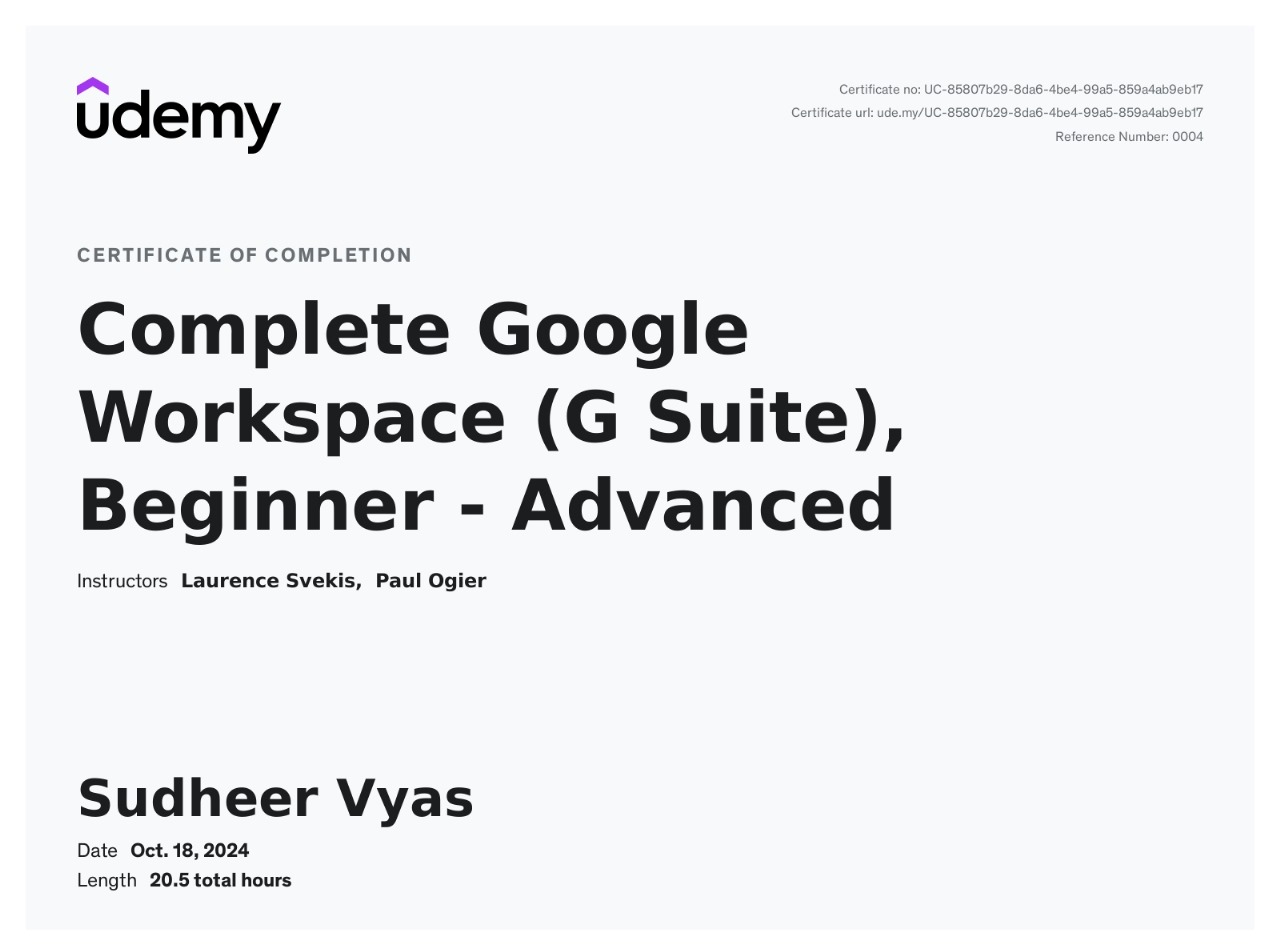 udemy
Certificate no: UC-85807b29-8da6-4be4-99a5-859a4ab9eb17
Certificate url: ude.my/UC-85807b29-8da6-4be4-99a5-859a4ab9eb17
Reference Number: 0004
CERTIFICATE OF COMPLETION
Complete Google
Workspace (G Suite),
Beginner - Advanced
Instructors Laurence Svekis, Paul Ogier
Sudheer Vyas
Date Oct. 18, 2024
Length 20.5 total hours